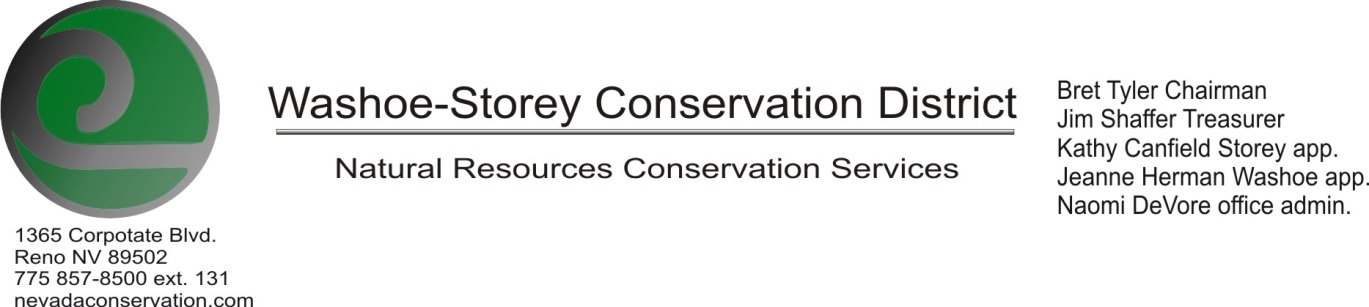 Washoe-Storey Conservation District
Natural Resources Conservation Services
Bret Tyler Chairman
Jim Shaffer Treasurer
Kathy Canfield Storey app.
Jeanne Herman Washoe app.
Naomi DeVore office admin.
1365 Corpotate Blvd.
Reno NV 89502
775 857-8500 ext. 131
nevadaconservation.com